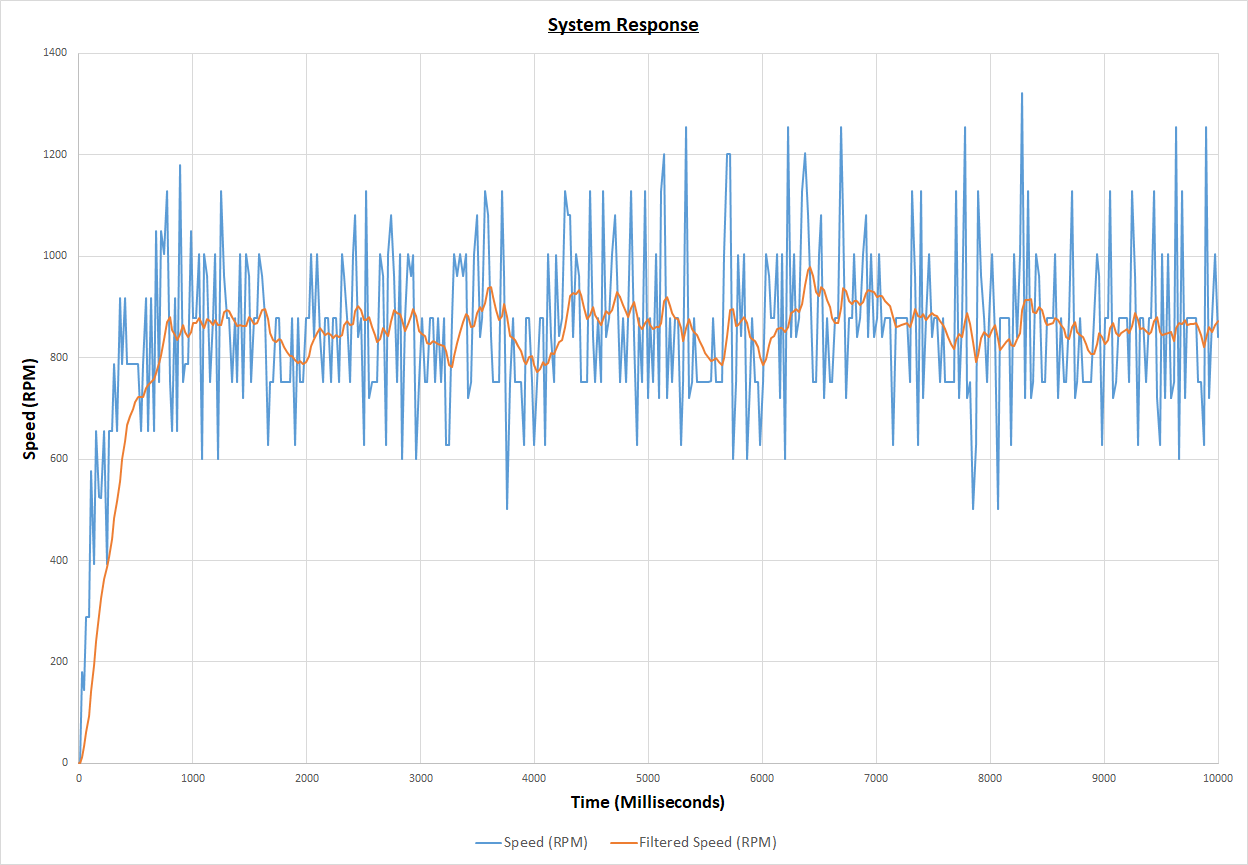 System Response
1400
1200
1000
800
600
400
200
0
Speed (RPM)
0 1000 2000 3000 4000 5000 6000 7000 8000 9000 10000
Time (Milliseconds)
Speed (RPM) Filtered Speed (RPM)